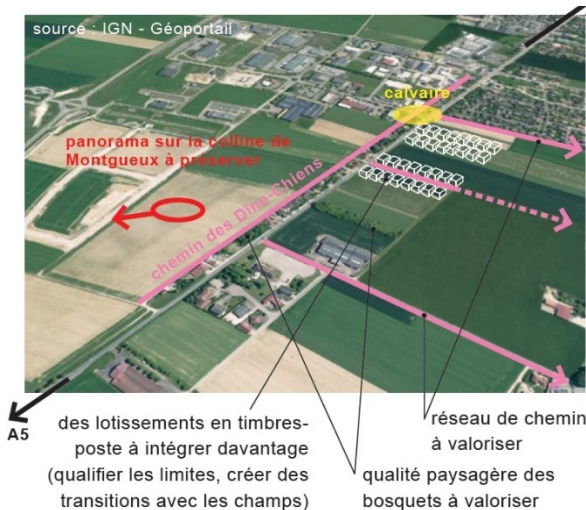 source : IGN - Géoportail
calvaire
panorama sur la colline de
Montgueux à préserver
chemin des Dîne-Chiens
A5
des lotissements en timbres-
poste à intégrer davantage
(qualifier les limites, créer des
transitions avec les champs)
réseau de chemin
à valoriser
qualité paysagère des
bosquets à valoriser